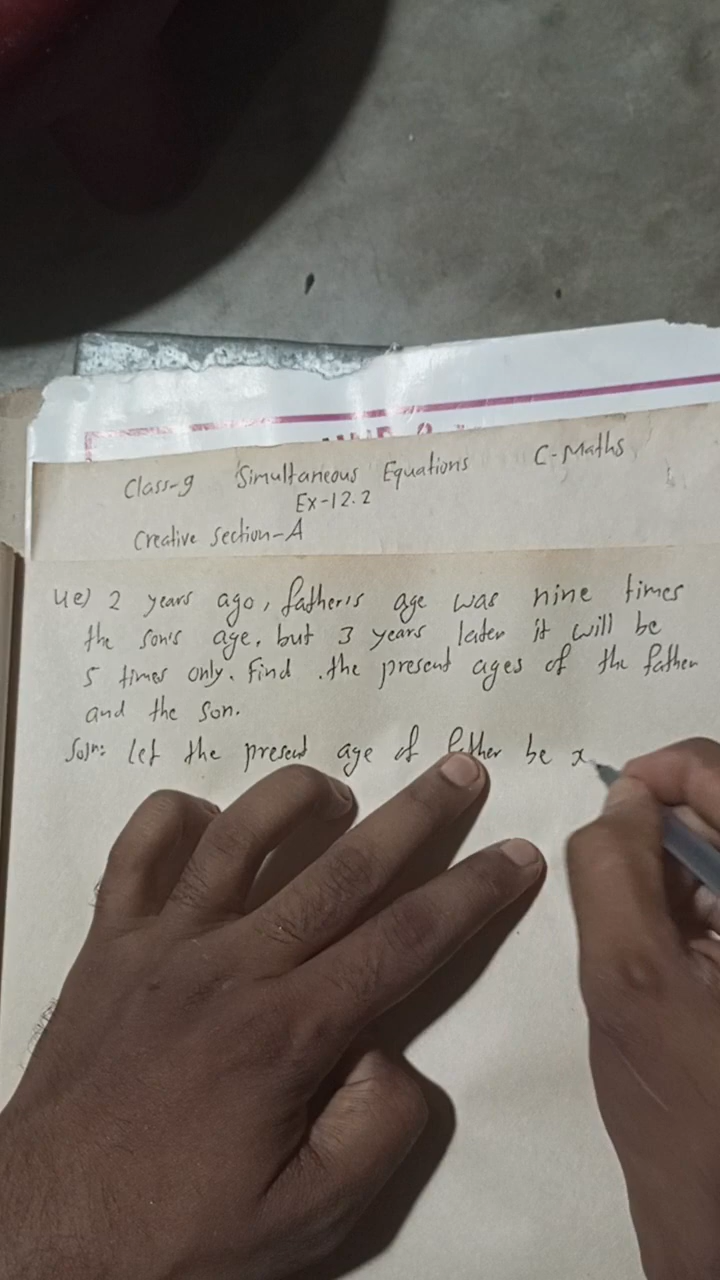 Class-9 Simultaneous Equations C-Maths
Ex-12.2
Creative section-A
4e) 2 years ago, father's age was nine times
the son's age, but 3 years later it will be
5 times only. Find the present ages of the father
and the son.
Soln: let the present age of father be x